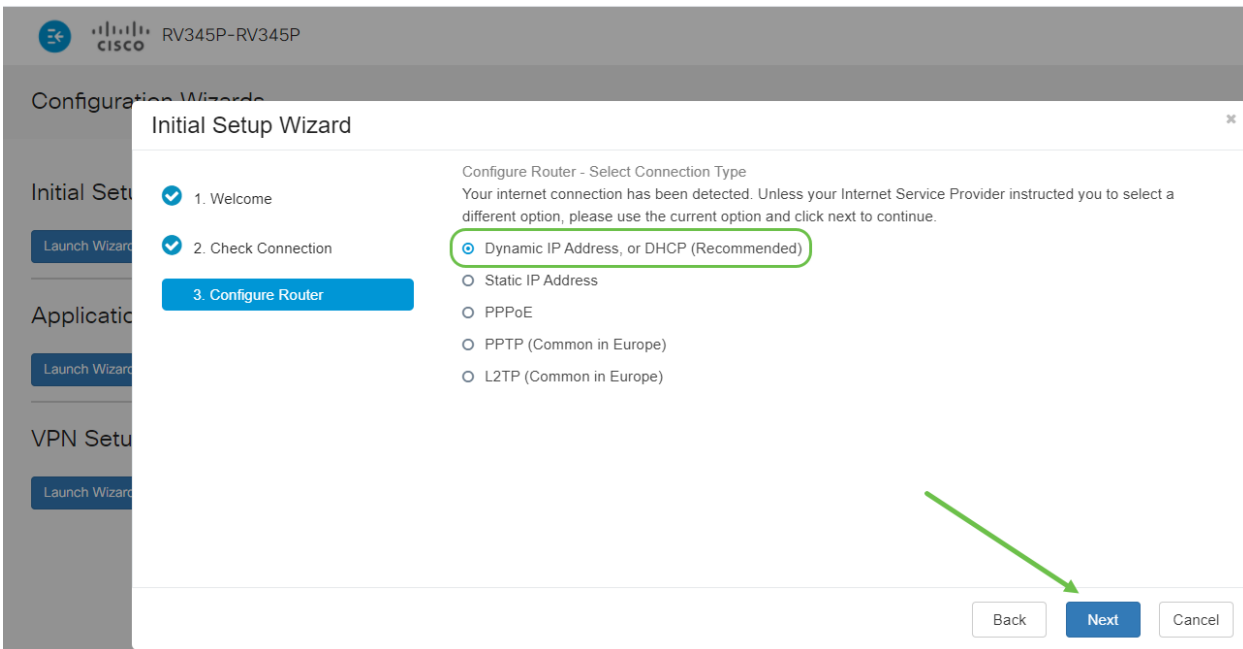 CISCO
RV345P-RV345P
Configuration Wizards
Initial Setup Wizard
×
Initial Setu
Launch Wizard
Applicatio
Launch Wizard
VPN Setu
Launch Wizard
1. Welcome
2. Check Connection
3. Configure Router
Configure Router - Select Connection Type
Your internet connection has been detected. Unless your Internet Service Provider instructed you to select a
different option, please use the current option and click next to continue.
Dynamic IP Address, or DHCP (Recommended)
Static IP Address
PPPoE
PPTP (Common in Europe)
L2TP (Common in Europe)
Back
Next
Cancel